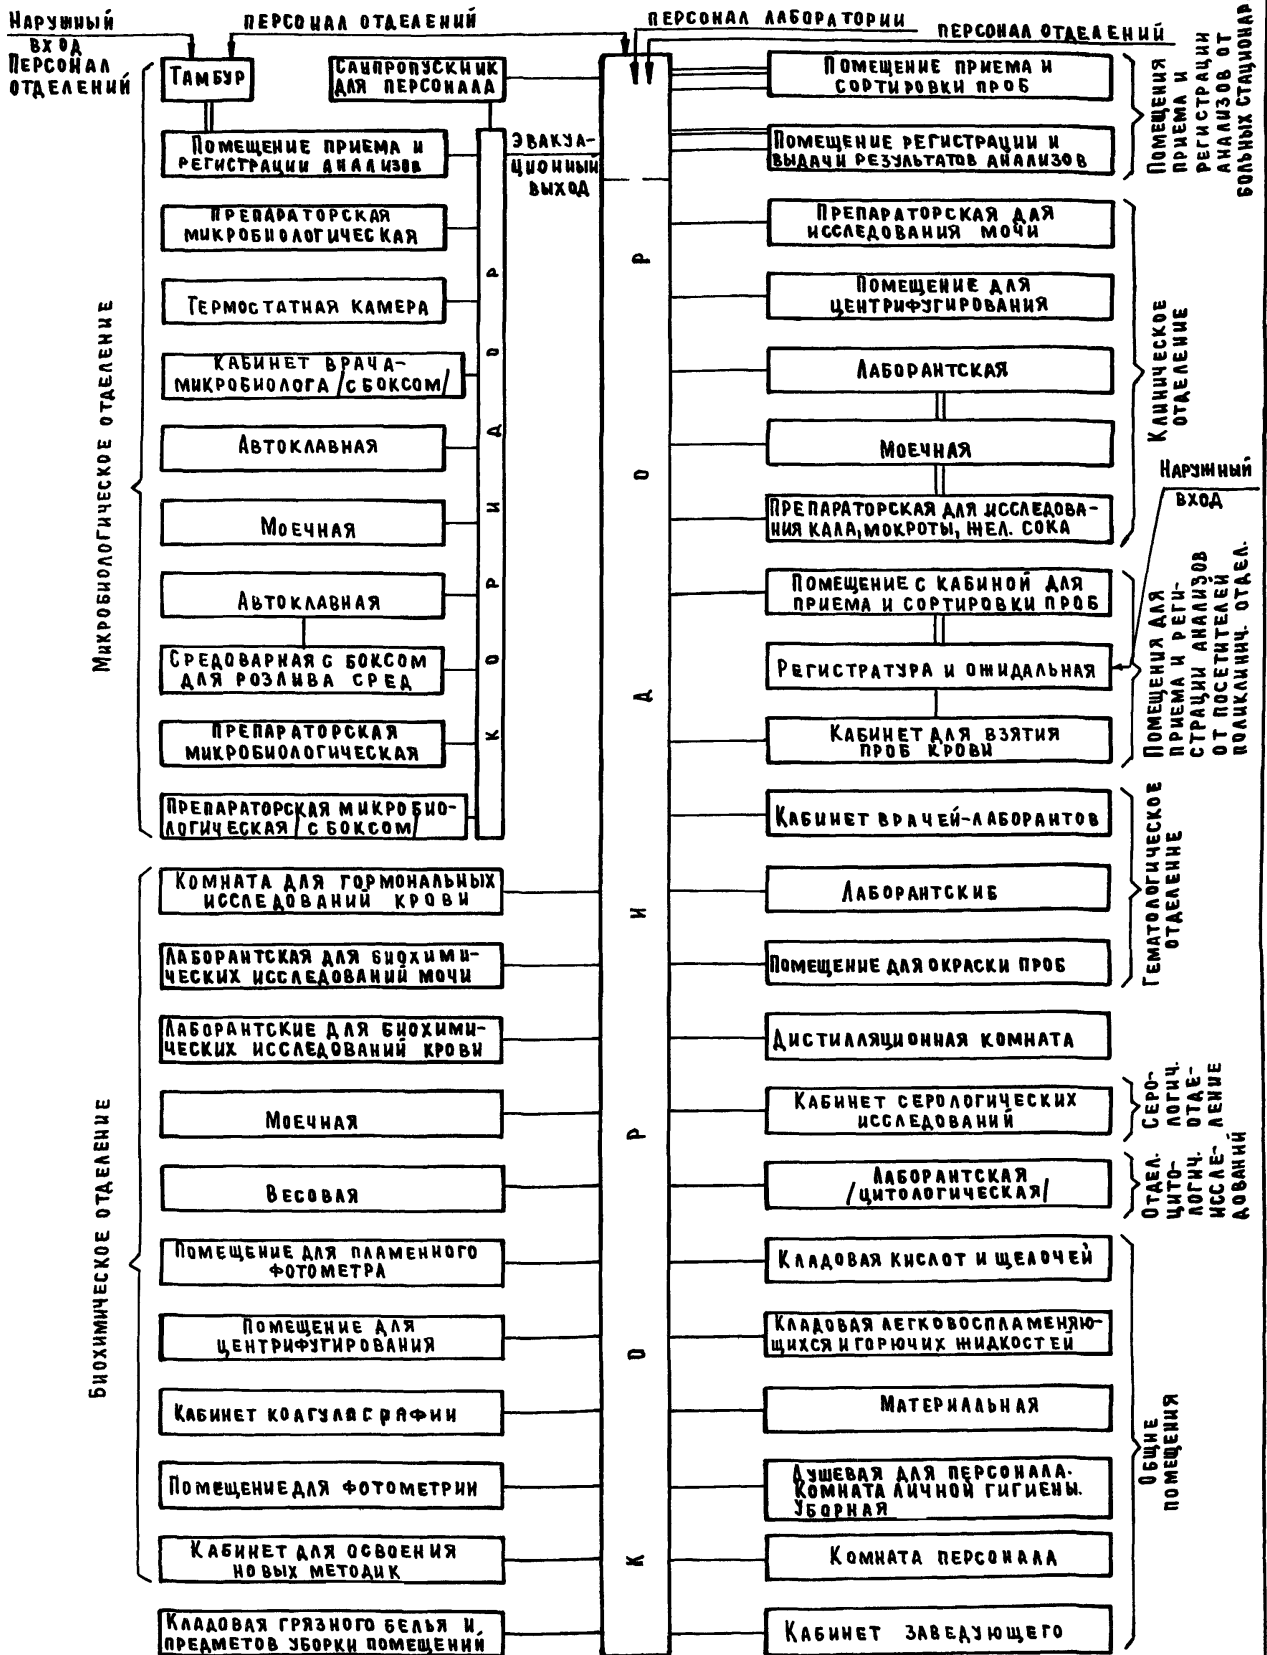 Наружный
вход
Персонал
отделений
Персонал отделений
Персонал лаборатории
Персонал отделений
Тамбур
Санпропускник
для персонала
Помещение приема и
регистрации анализов
Препараторская
микробиологическая
Термостатная камера
Кабинет врача-
микробиолога /с боксом/
Автоклавная
Моечная
Автоклавная
Средоварная с боксом
для розлива сред
Препараторская
микробиологическая
Препараторская микробио-
логическая /с боксом/
Микробиологическое отделение
Коридор
Эвакуа-
ционный
выход
Комната для гормональных
исследований крови
Лаборантская для биохими-
ческих исследований мочи
Лаборантские для биохими-
ческих исследований крови
Моечная
Весовая
Помещение для пламенного
фотометра
Помещение для
центрифугирования
Кабинет коагулаграфии
Помещение для фотометрии
Кабинет для освоения
новых методик
Биохимическое отделение
Кладовая грязного белья и
предметов уборки помещений
Коридор
Помещение приема и
сортировки проб
Помещение регистрации и
выдачи результатов анализов
Помещения
приема и
регистрации
анализов от
больных стационар
Препараторская для
исследования мочи
Помещение для
центрифугирования
Лаборантская
Моечная
Препараторская для исследова-
ния кала, мокроты, жел. сока
Клиническое
отделение
Наружный
вход
Помещение с кабиной для
приема и сортировки проб
Регистратура и ожидальная
Кабинет для взятия
проб крови
Помещения для
приема и реги-
страции анализов
от посетителей
поликлинич. отдел.
Кабинет врачей-лаборантов
Лаборантские
Помещение для окраски проб
Гематологическое
отделение
Дистилляционная комната
Кабинет серологических
исследований
Серо-
логич.
отде-
ление
Лаборантская
/цитологическая/
Отдел.
цито-
логич.
иссле-
дований
Кладовая кислот и щелочей
Кладовая легковоспламеняю-
щихся и горючих жидкостей
Материальная
Душевая для персонала.
Комната личной гигиены.
Уборная
Комната персонала
Кабинет заведующего
Общие
помещения